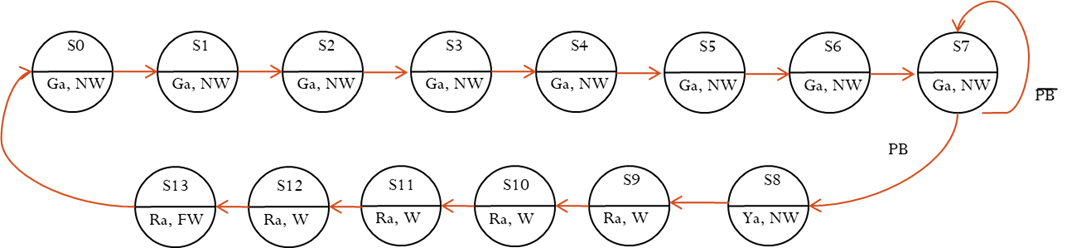 S0
Ga, NW
S1
Ga, NW
S2
Ga, NW
S3
Ga, NW
S4
Ga, NW
S5
Ga, NW
S6
Ga, NW
S7
Ga, NW
P̅B̅
PB
S13
Ra, FW
S12
Ra, W
S11
Ra, W
S10
Ra, W
S9
Ra, W
S8
Ya, NW